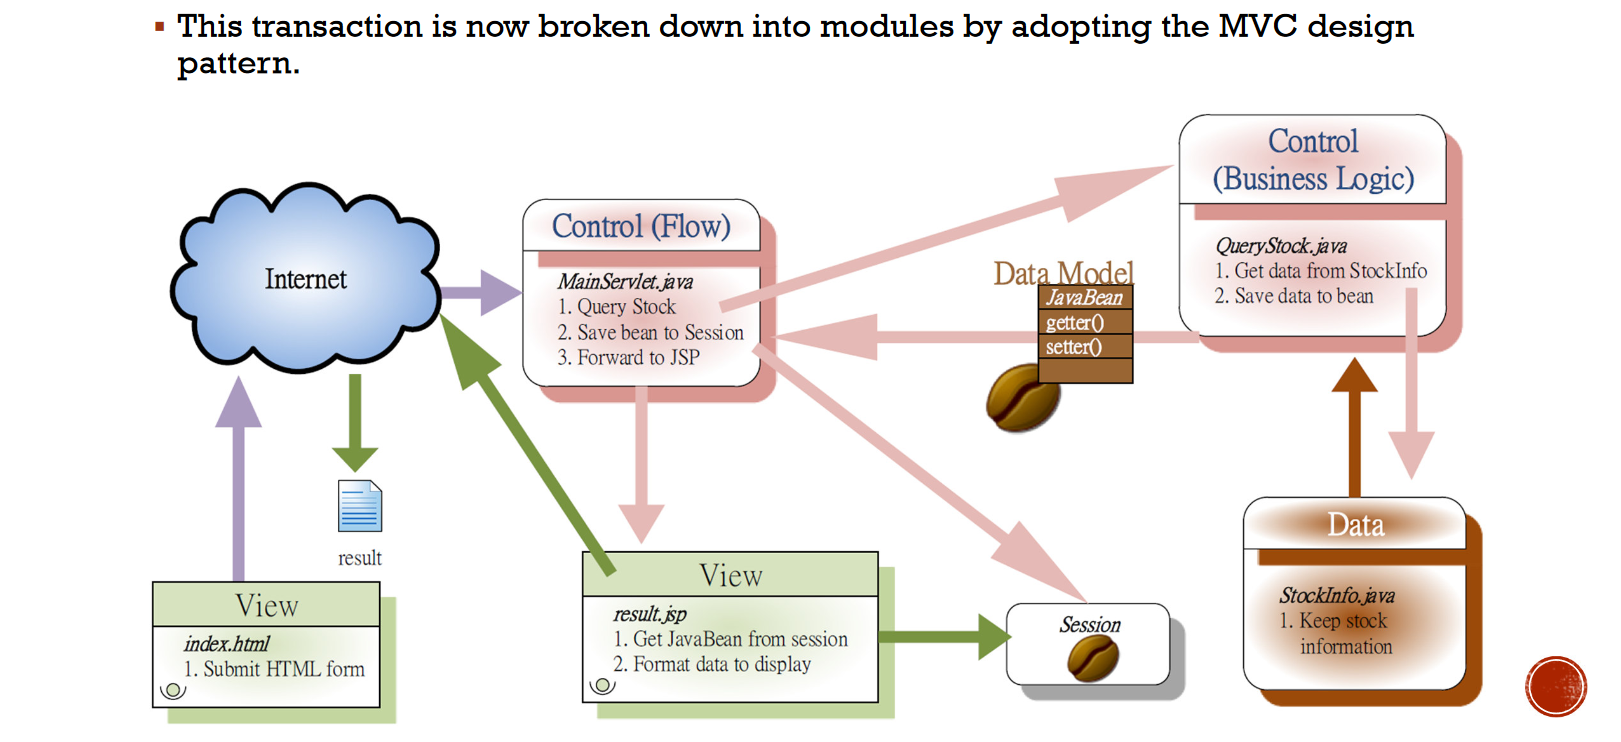 This transaction is now broken down into modules by adopting the MVC design
pattern.
Control
(Business Logic)
QueryStock.java
1. Get data from StockInfo
2. Save data to bean
Control (Flow)
MainServlet.java
1. Query Stock
2. Save bean to Session
3. Forward to JSP
Internet
Data Model
JavaBean
getter()
setter()
result
View
index.html
1. Submit HTML form
View
result.jsp
1. Get JavaBean from session
2. Format data to display
Session
Data
StockInfo.java
1. Keep stock
information